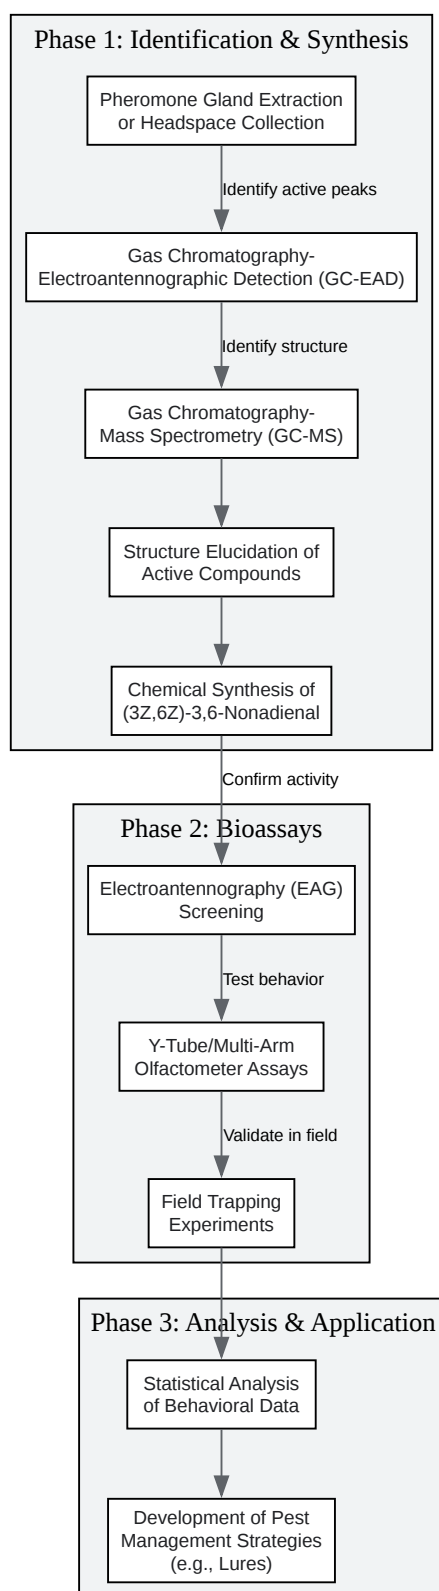 Phase 1: Identification & Synthesis
Pheromone Gland Extraction
or Headspace Collection
Identify active peaks
Gas Chromatography-
Electroantennographic Detection (GC-EAD)
Identify structure
Gas Chromatography-
Mass Spectrometry (GC-MS)
Structure Elucidation of
Active Compounds
Chemical Synthesis of
(3Z,6Z)-3,6-Nonadienal
Confirm activity
Phase 2: Bioassays
Electroantennography (EAG)
Screening
Test behavior
Y-Tube/Multi-Arm
Olfactometer Assays
Validate in field
Field Trapping
Experiments
Phase 3: Analysis & Application
Statistical Analysis
of Behavioral Data
Development of Pest
Management Strategies
(e.g., Lures)